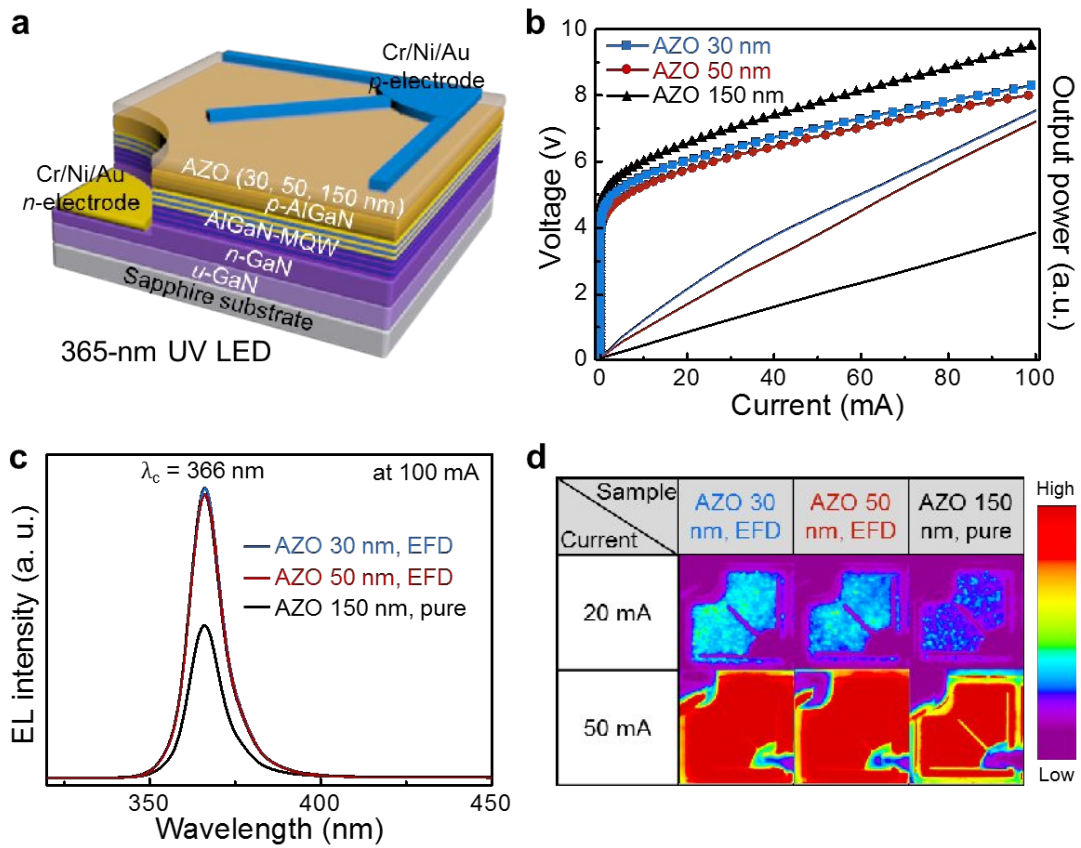 a
Cr/Ni/Au
p-electrode
Cr/Ni/Au
n-electrode
AZO (30, 50, 150 nm)
p-AlGaN
AlGaN-MQW
n-GaN
u-GaN
Sapphire substrate
365-nm UV LED
b
10
8
6
4
2
0
Voltage (v)
AZO 30 nm
AZO 50 nm
AZO 150 nm
Output power (a.u.)
0 20 40 60 80 100
Current (mA)
c
λc = 366 nm
at 100 mA
EL intensity (a. u.)
AZO 30 nm, EFD
AZO 50 nm, EFD
AZO 150 nm, pure
350 400 450
Wavelength (nm)
d
Sample
Current
AZO 30
nm, EFD
AZO 50
nm, EFD
AZO 150
nm, pure
20 mA
50 mA
High
Low